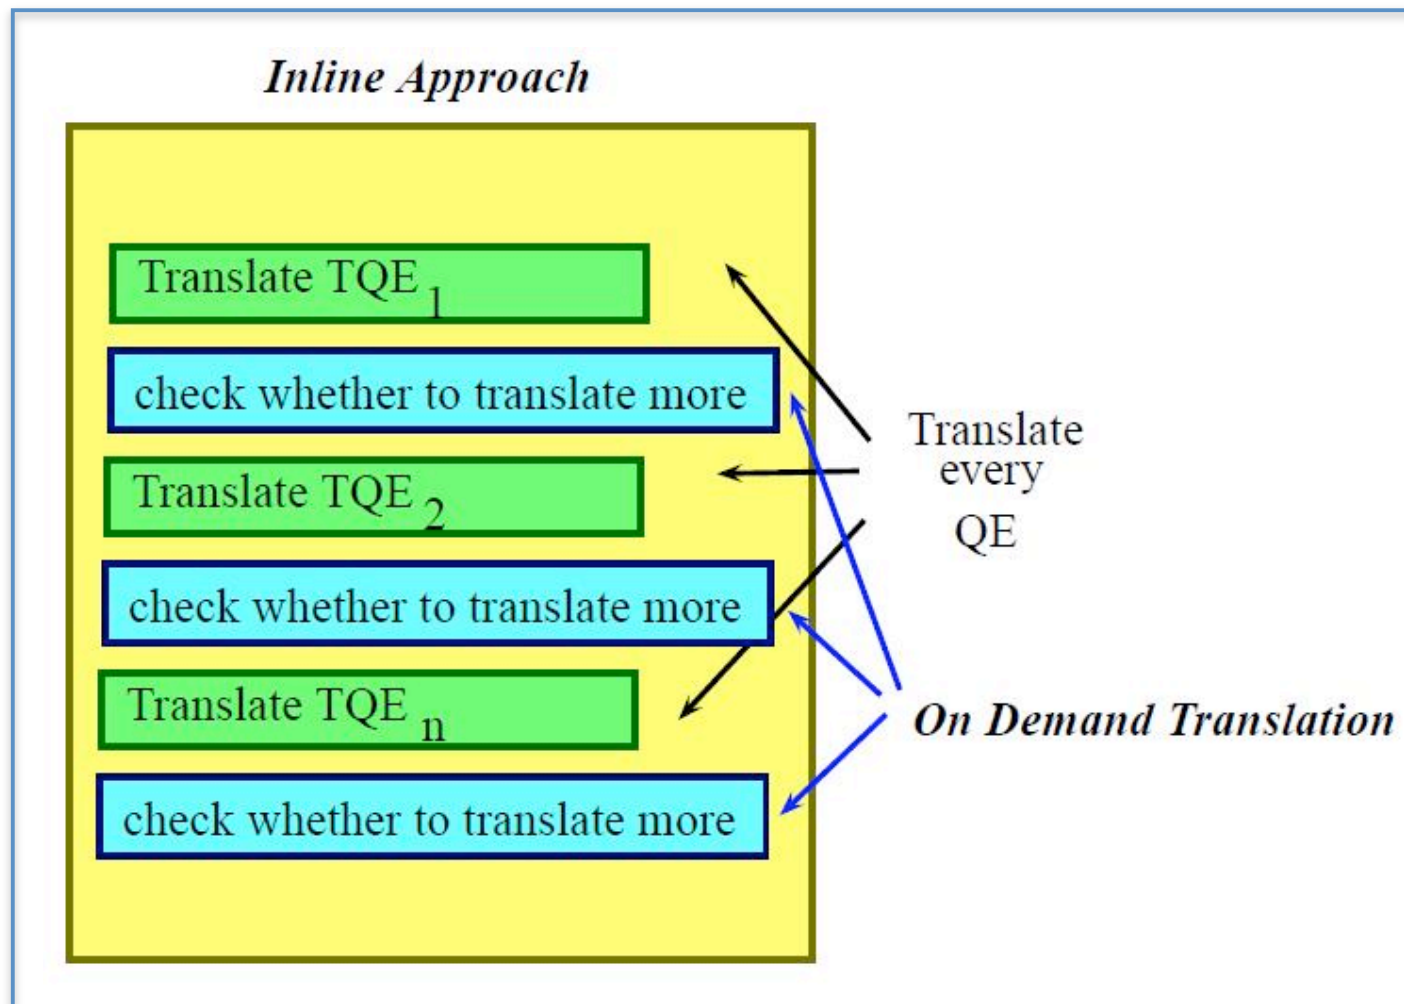 Inline Approach
Translate TQE 1
check whether to translate more
Translate TQE 2
check whether to translate more
Translate TQE n
check whether to translate more
Translate
every
QE
On Demand Translation